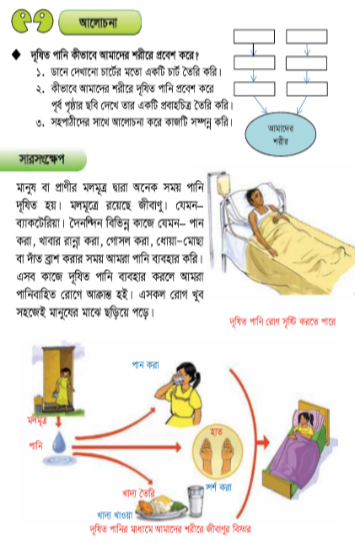 আলোচনা
দূষিত পানি কীভাবে আমাদের শরীরে প্রবেশ করে?
১. ডানে দেখানো চার্টের মতো একটি চার্ট তৈরি করি।
২. কীভাবে আমাদের শরীরে দূষিত পানি প্রবেশ করে
পূর্ব পৃষ্ঠার ছবি দেখে তার একটি প্রবাহচিত্র তৈরি করি।
৩. সহপাঠীদের সাথে আলোচনা করে কাজটি সম্পন্ন করি।
আমাদের
শরীর
সারসংক্ষেপ
মানুষ বা প্রাণীর মলমূত্র দ্বারা অনেক সময় পানি
দূষিত হয়। মলমূত্রে রয়েছে জীবাণু। যেমন–
ব্যাকটেরিয়া। দৈনন্দিন বিভিন্ন কাজে যেমন– পান
করা, খাবার রান্না করা, গোসল করা, ধোয়া-মোছা
বা দাঁত ব্রাশ করার সময় আমরা পানি ব্যবহার করি।
এসব কাজে দূষিত পানি ব্যবহার করলে আমরা
পানিবাহিত রোগে আক্রান্ত হই। এসকল রোগ খুব
সহজেই মানুষের মাঝে ছড়িয়ে পড়ে।
দূষিত পানি রোগ সৃষ্টি করতে পারে
পান করা
মলমূত্র
পানি
হাত
স্পর্শ করা
খাদ্য তৈরি
খাদ্য খাওয়া
দূষিত পানির মাধ্যমে আমাদের শরীরে জীবাণুর বিস্তার